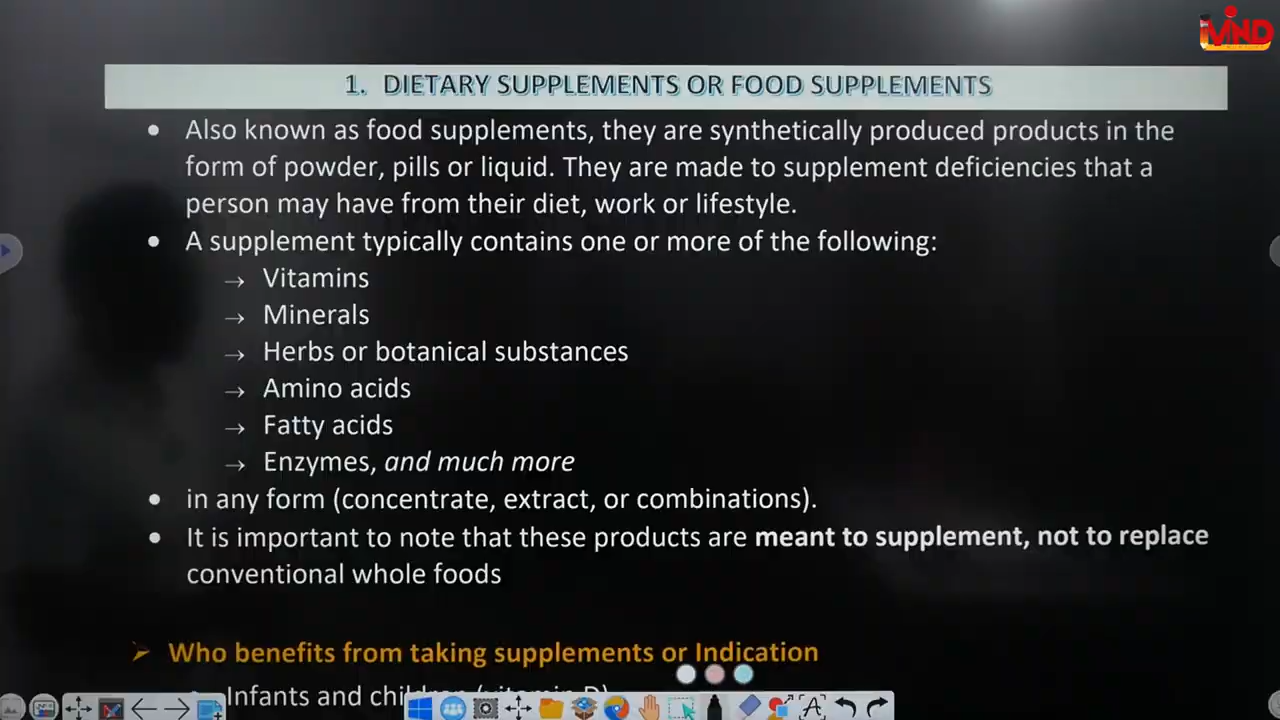 iMIND
1. DIETARY SUPPLEMENTS OR FOOD SUPPLEMENTS
• Also known as food supplements, they are synthetically produced products in the
form of powder, pills or liquid. They are made to supplement deficiencies that a
person may have from their diet, work or lifestyle.
• A supplement typically contains one or more of the following:
→ Vitamins
→ Minerals
→ Herbs or botanical substances
→ Amino acids
→ Fatty acids
→ Enzymes, and much more
• in any form (concentrate, extract, or combinations).
• It is important to note that these products are meant to supplement, not to replace
conventional whole foods
➢ Who benefits from taking supplements or Indication
Infants and children (vitamin D)